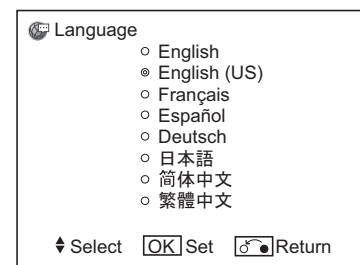 Language
English
English (US)
Français
Español
Deutsch
日本語
简体中文
繁體中文
Select OK Set Return